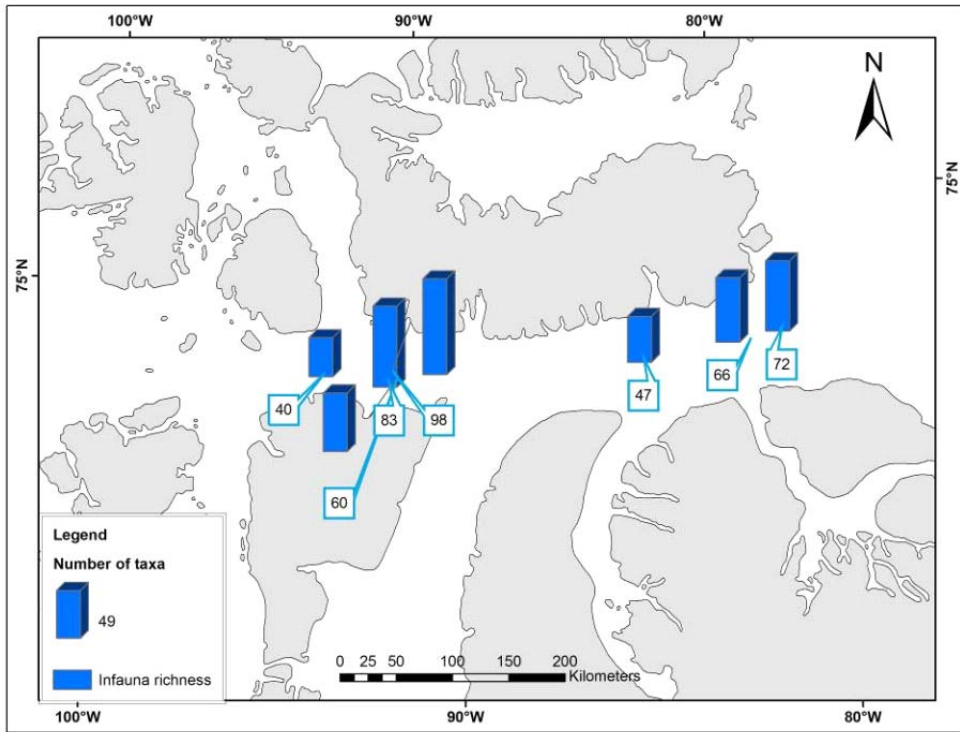 100°W 90°W 80°W
N
75°N
75°N
72
66
47
40 83 98
60
Legend
Number of taxa
49
Infauna richness
0 25 50 100 150 200
Kilometers
100°W 90°W 80°W